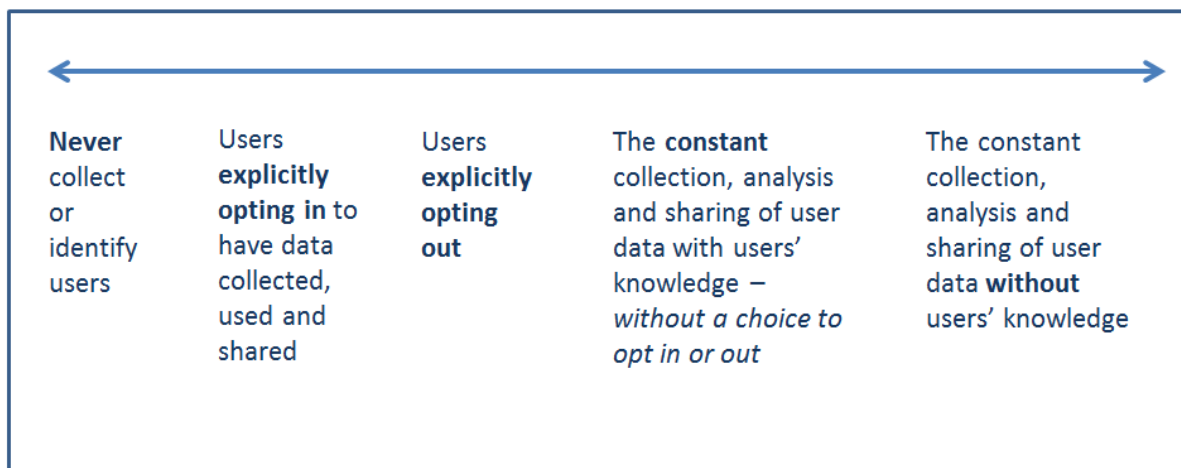 Never
collect
or
identify
users
Users
explicitly
opting in to
have data
collected,
used and
shared
Users
explicitly
opting
out
The constant
collection, analysis
and sharing of user
data with users’
knowledge –
without a choice to
opt in or out
The constant
collection,
analysis and
sharing of user
data without
users’ knowledge